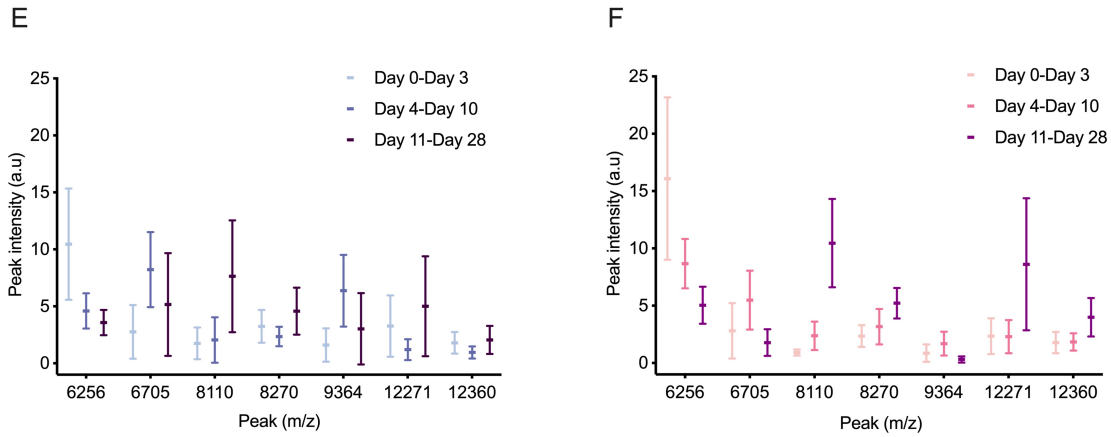 E
Peak intensity (a.u)
25
20
15
10
5
0
Day 0-Day 3
Day 4-Day 10
Day 11-Day 28
6256 6705 8110 8270 9364 12271 12360
Peak (m/z)
F
Peak intensity (a.u)
25
20
15
10
5
0
Day 0-Day 3
Day 4-Day 10
Day 11-Day 28
6256 6705 8110 8270 9364 12271 12360
Peak (m/z)